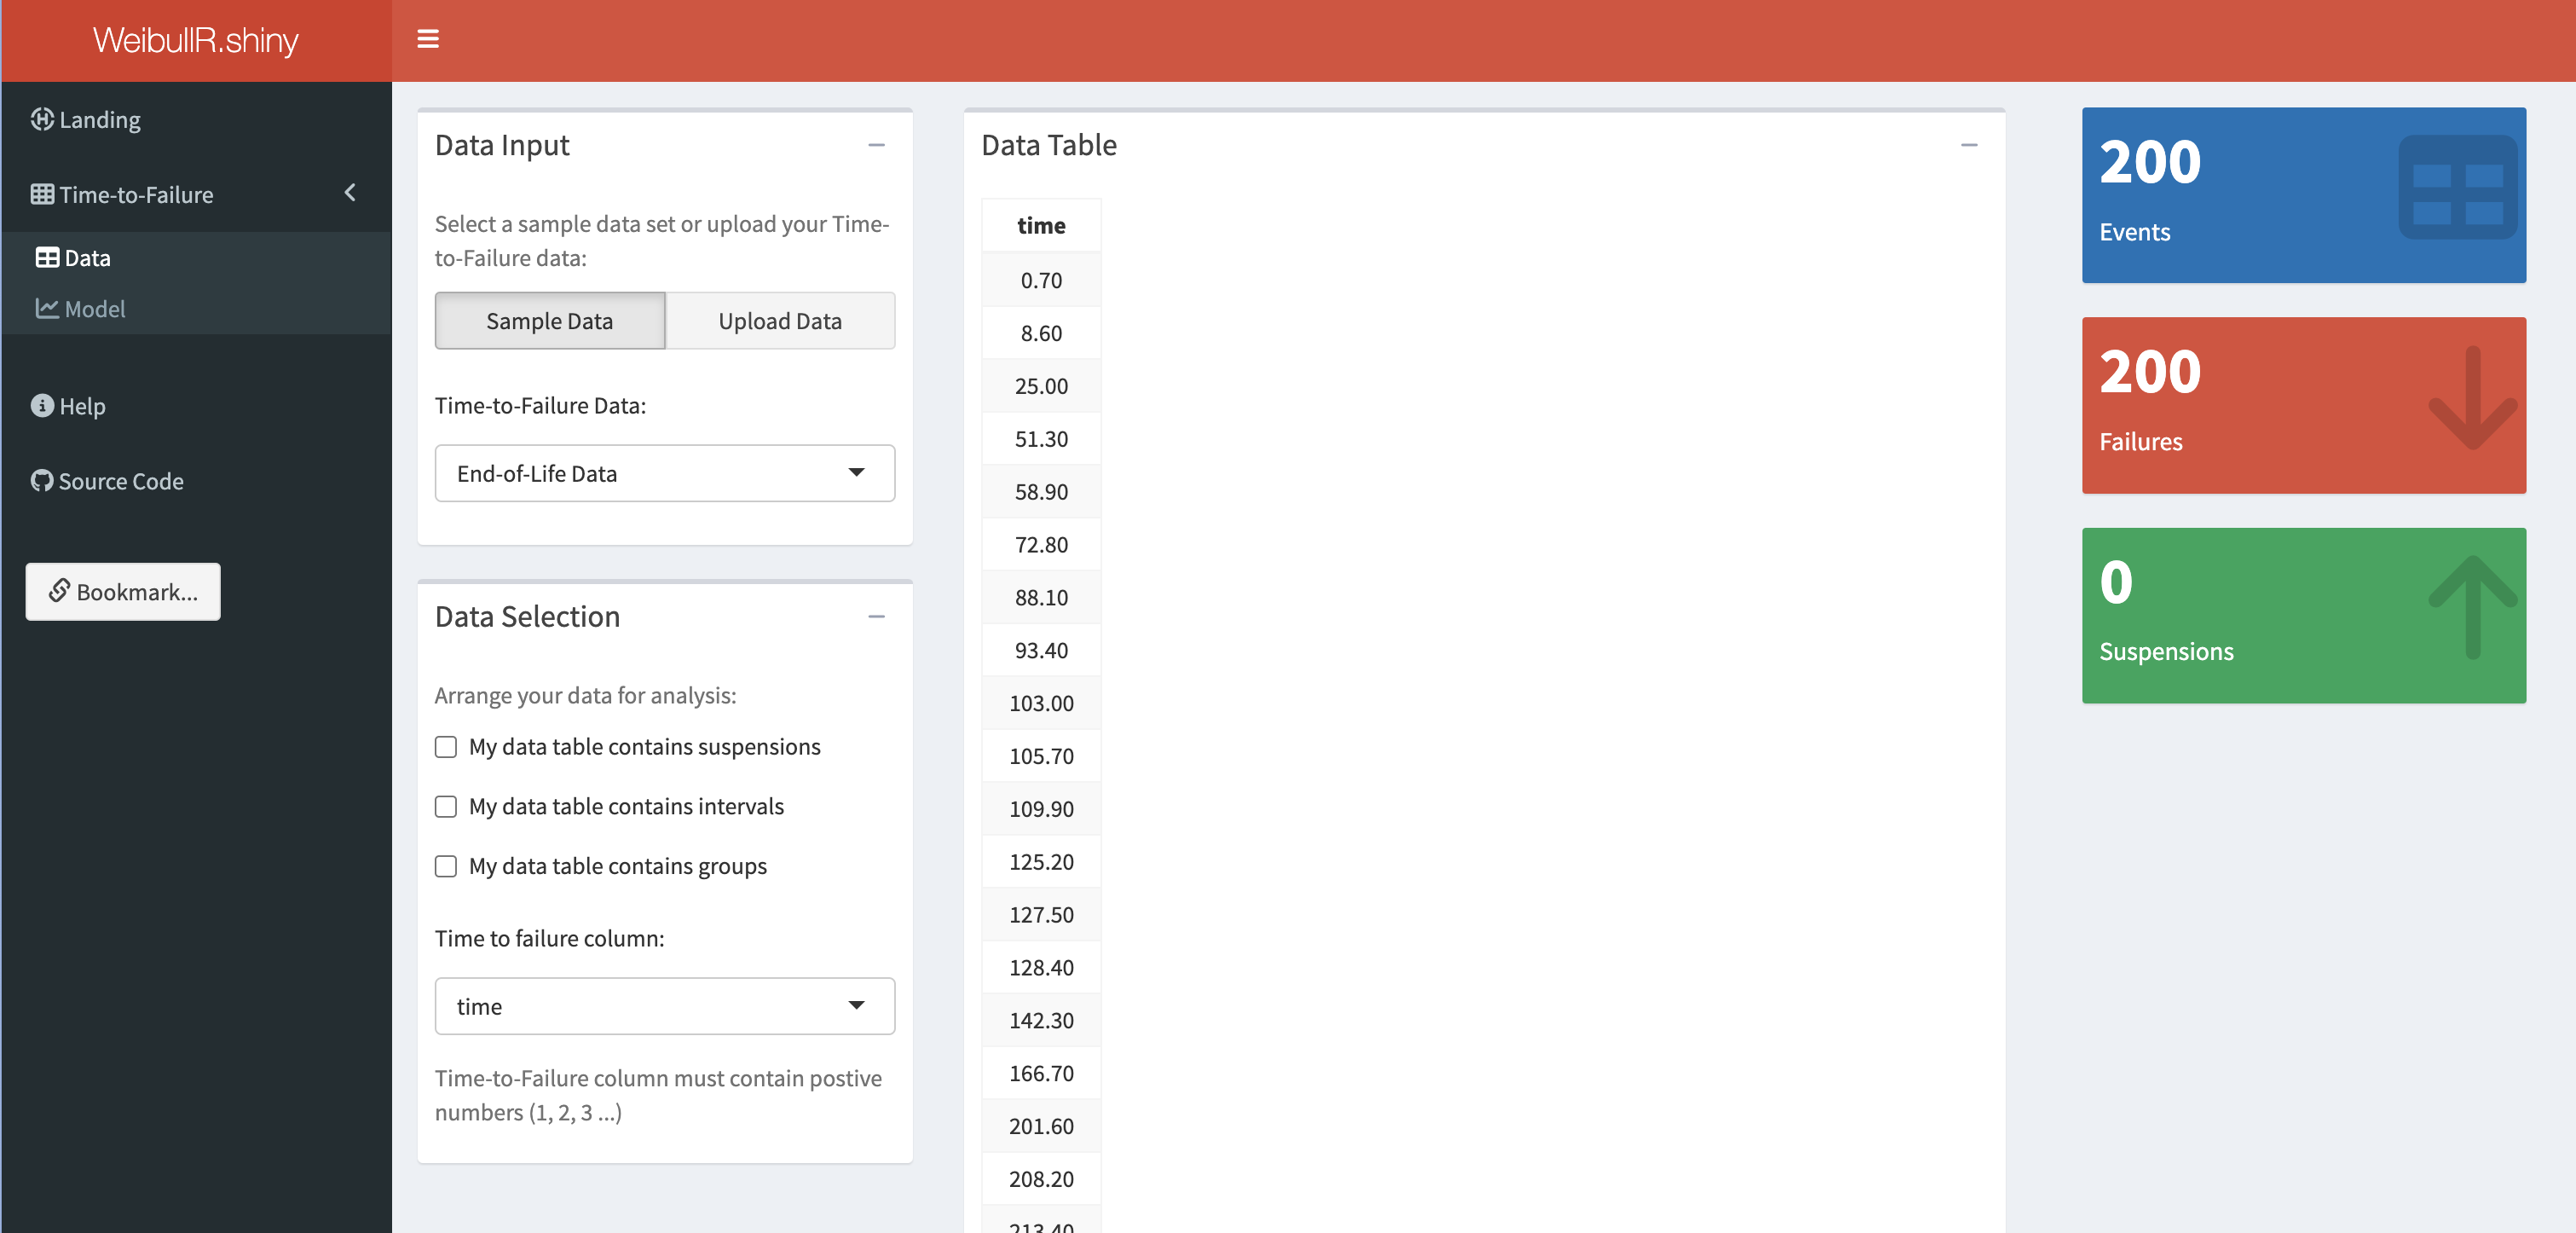 WeibullR.shiny
Landing
Time-to-Failure
Data
Model
Help
Source Code
Bookmark...
Data Input
Select a sample data set or upload your Time-
to-Failure data:
Sample Data
Upload Data
Time-to-Failure Data:
End-of-Life Data
Data Selection
Arrange your data for analysis:
My data table contains suspensions
My data table contains intervals
My data table contains groups
Time to failure column:
time
Time-to-Failure column must contain postive
numbers (1, 2, 3 ...)
Data Table
time
0.70
8.60
25.00
51.30
58.90
72.80
88.10
93.40
103.00
105.70
109.90
125.20
127.50
128.40
142.30
166.70
201.60
208.20
213.40
200
Events
200
Failures
0
Suspensions